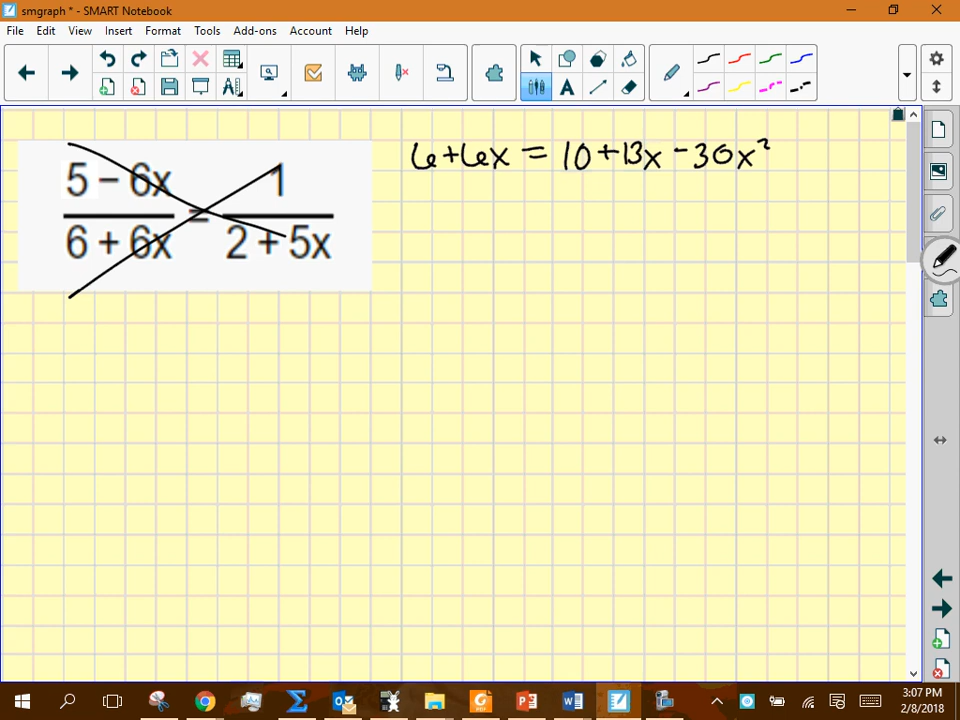 smgraph * - SMART Notebook
File Edit View Insert Format Tools Add-ons Account Help
5 – 6x
6 + 6x
=
1
2 + 5x
6+6x = 10+13x -30x²
3:07 PM
2/8/2018